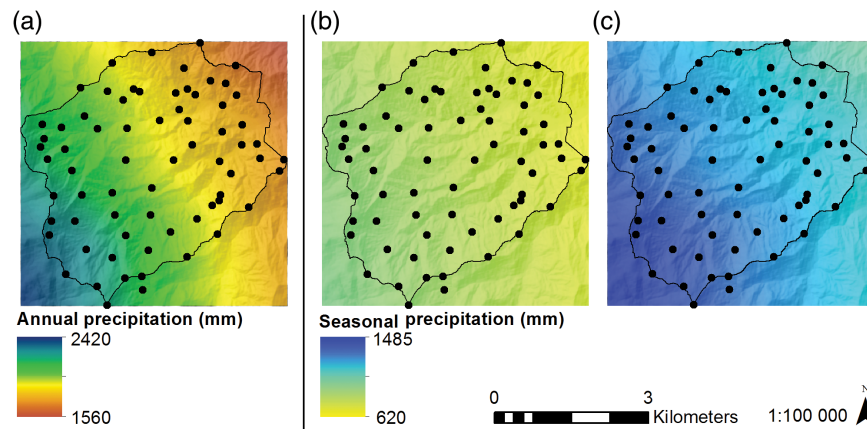 (a) (b) (c)
Annual precipitation (mm) Seasonal precipitation (mm)
2420 1485
1560 620
0 3
Kilometers 1:100 000
N